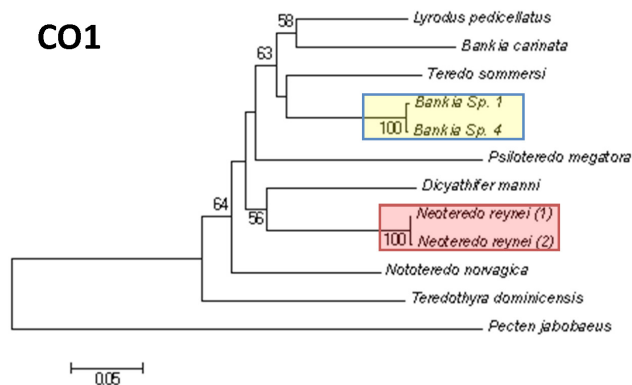 CO1
58
Lyrodus pedicellatus
Bankia carinata
63
Teredo sommersi
Bankia Sp. 1
100
Bankia Sp. 4
Psiloteredo megatora
Dicyathifer manni
64
56
Neoteredo reynei (1)
100
Neoteredo reynei (2)
Nototeredo norvagica
Teredothyra dominicensis
Pecten jabobaeus
0.05